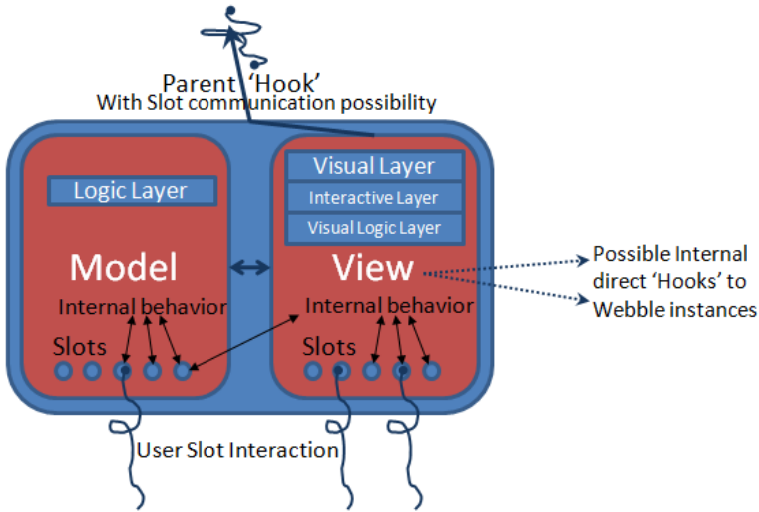 Parent 'Hook'
With Slot communication possibility
Logic Layer
Model
Internal behavior
Slots
Visual Layer
Interactive Layer
Visual Logic Layer
View
Internal behavior
Slots
Possible Internal
direct 'Hooks' to
Webble instances
User Slot Interaction